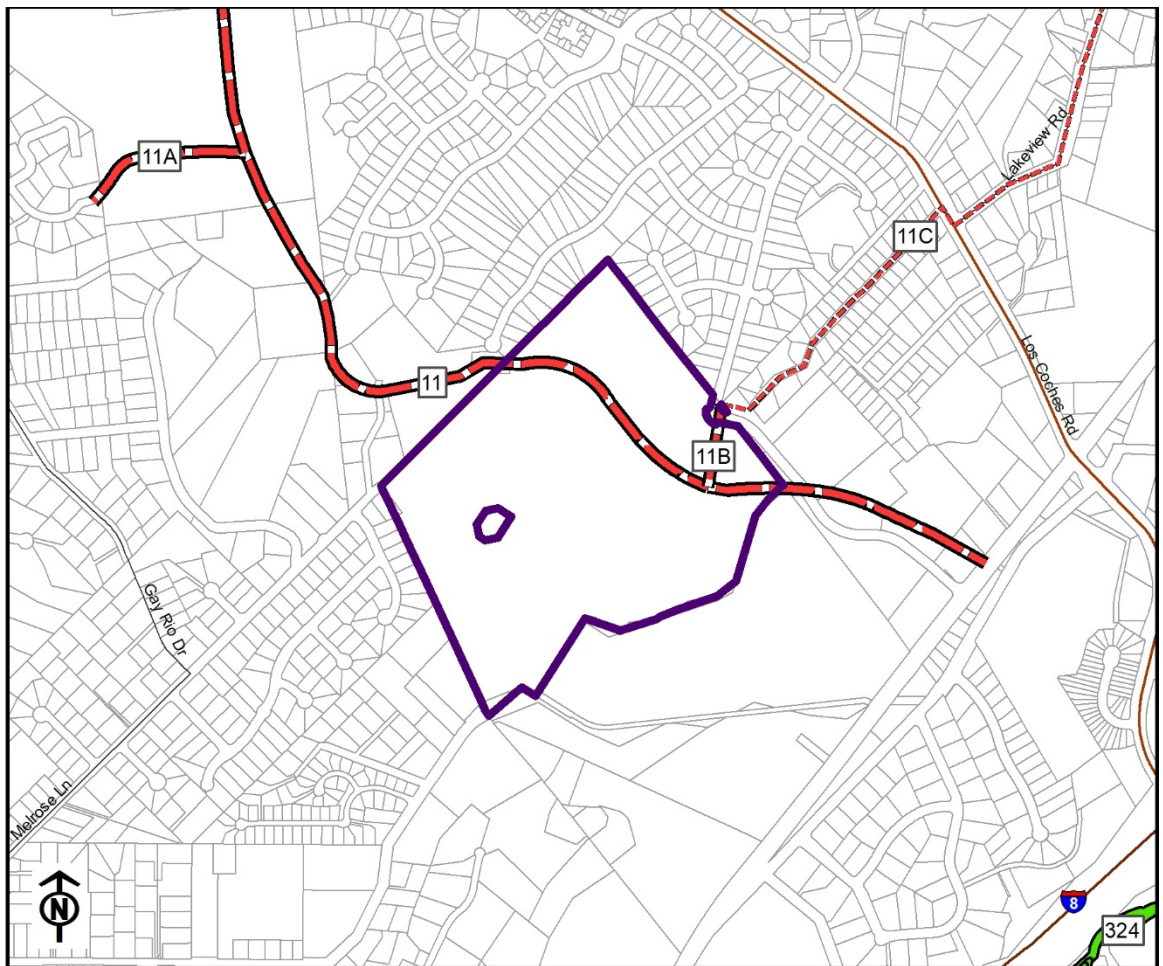 11A
Lakeview Rd
11C
11
Los Coches Rd
11B
Gay Rio Dr
Melrose Ln
N
8
324